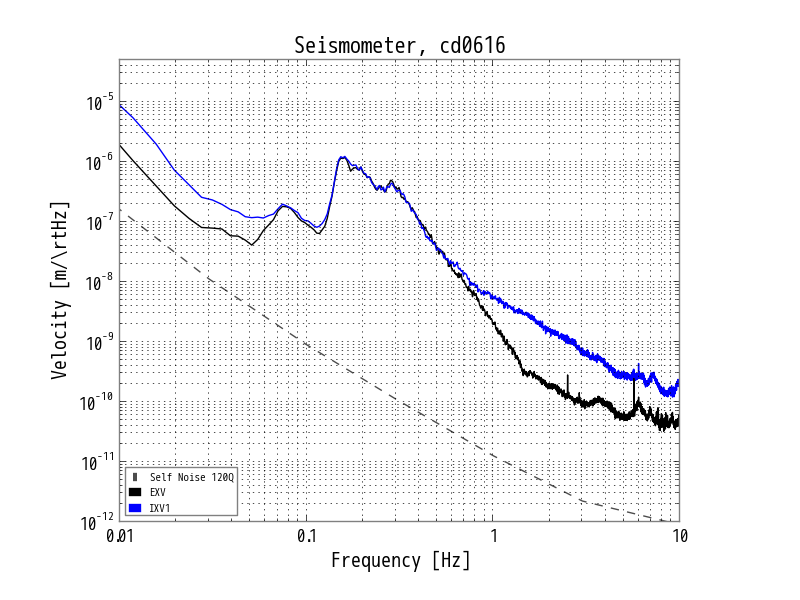 Seismometer, cd0616
Velocity [m/\rtHz]
10^-5
10^-6
10^-7
10^-8
10^-9
10^-10
10^-11
10^-12
Self Noise 120Q
EXV
IXV1
0.01 0.1 1 10
Frequency [Hz]